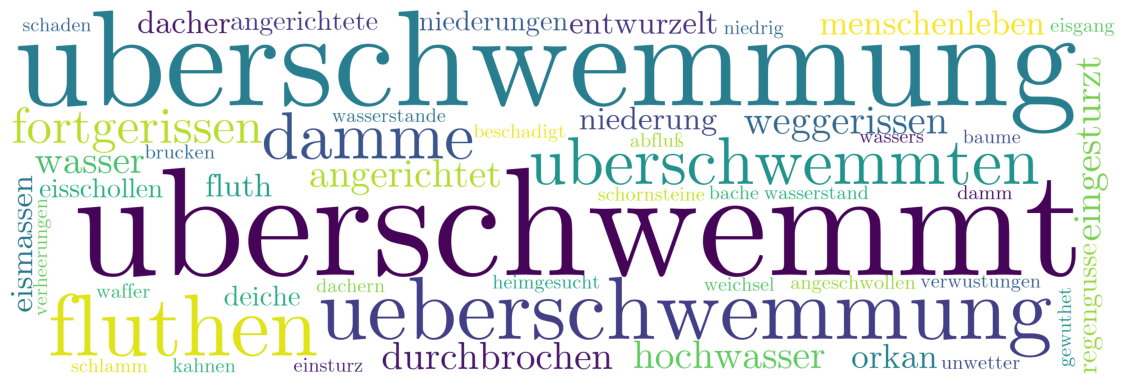 schaden dacher angerichtete niederungen entwurzelt niedrig menschenleben eisgang
uberschwemmung
fortgerissen damme wasserstande beschadigt niederung abfluß weggerissen wassers baume
wasser brucken angerichtet uberschwemmten
eisschollen fluth schornsteine bache wasserstand damm
uberschwemmt
eismassen
verheerungen
eingesturzt
regengusse
waffer deiche dachern heimgesucht weichsel angeschwollen verwustungen
fluthen ueberschwemmung gewuthet
schlamm kahnen einsturz durchbrochen hochwasser orkan unwetter